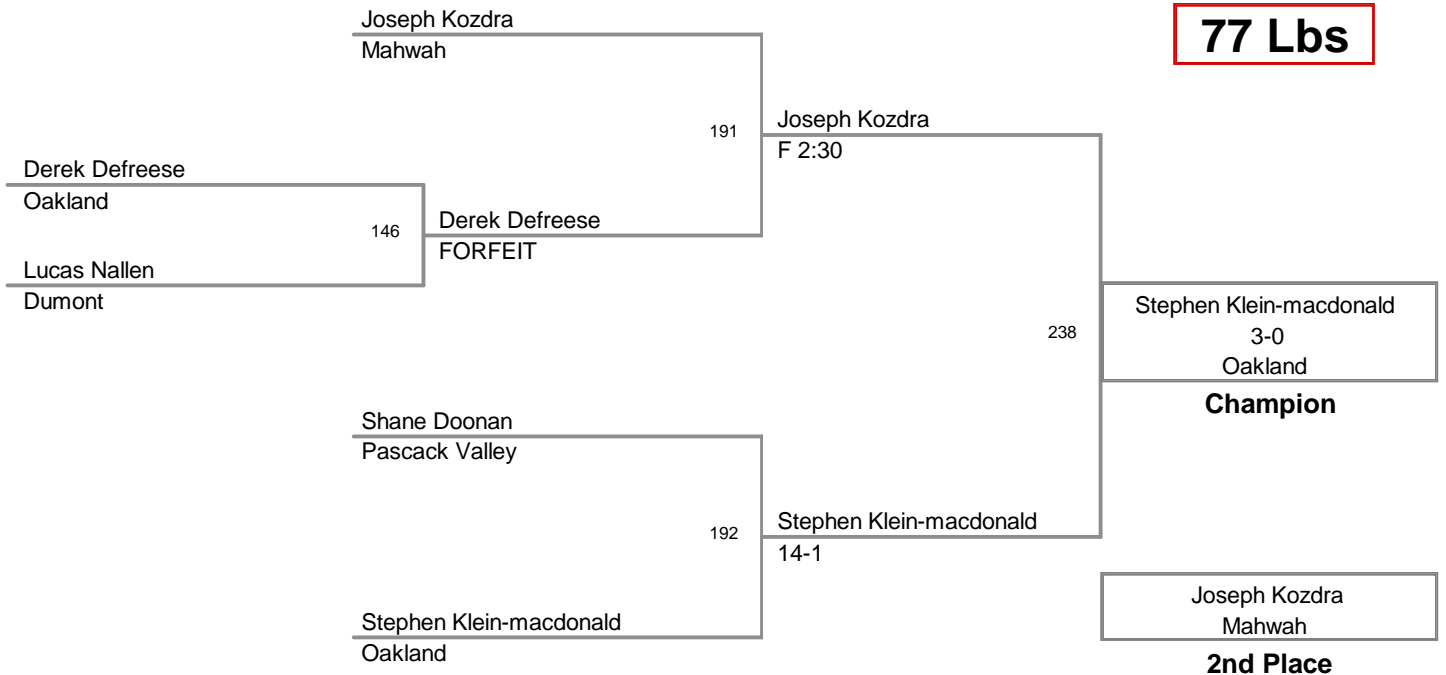 Joseph Kozdra
Mahwah
77 Lbs
191
Joseph Kozdra
F 2:30
Derek Defreese
Oakland
146
Derek Defreese
FORFEIT
Lucas Nallen
Dumont
238
Stephen Klein-macdonald
3-0
Oakland
Champion
Shane Doonan
Pascack Valley
192
Stephen Klein-macdonald
14-1
Stephen Klein-macdonald
Oakland
Joseph Kozdra
Mahwah
2nd Place